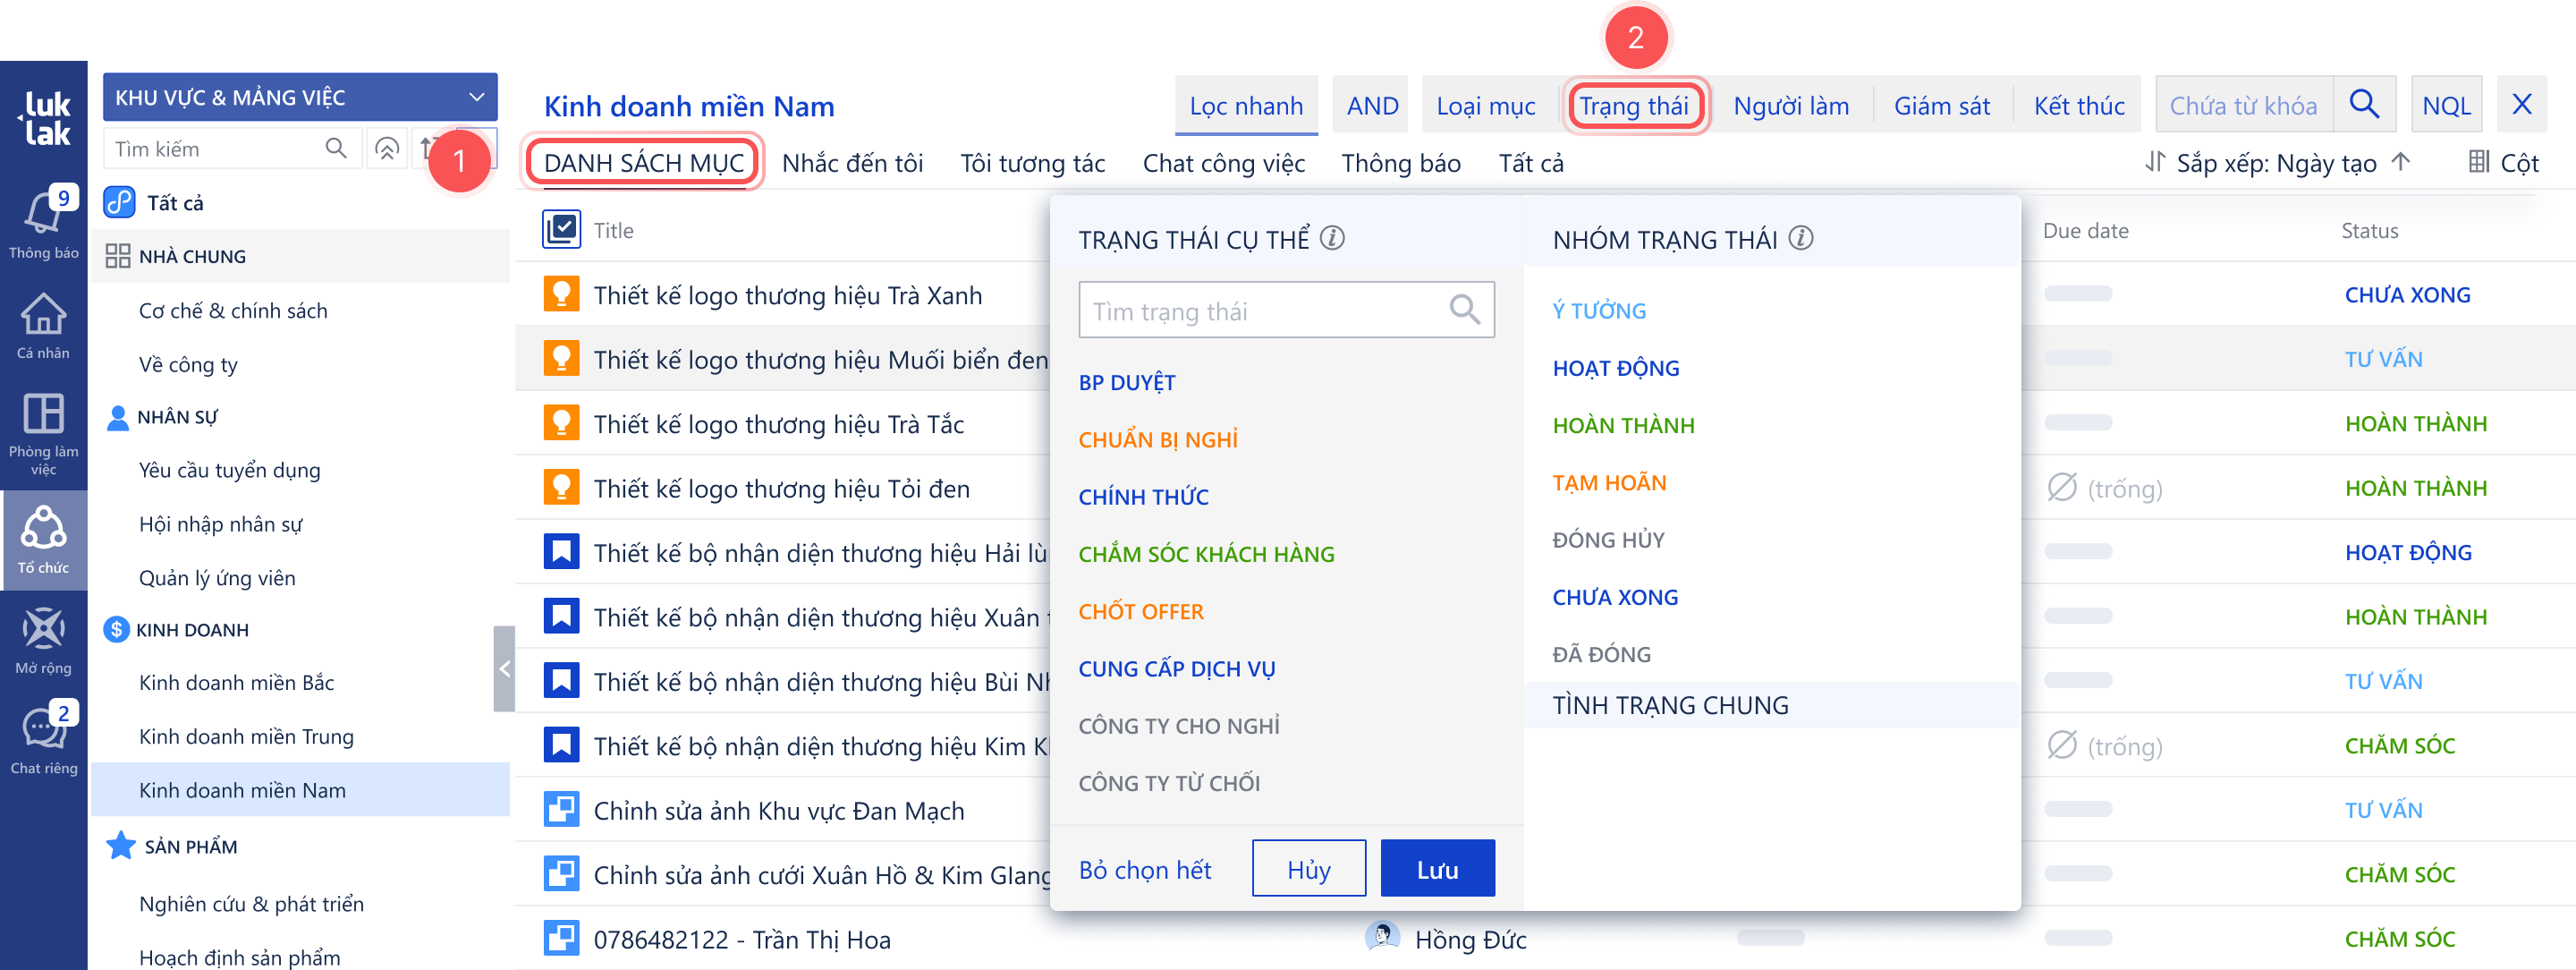 2
luk
lak
KHU VỰC & MẢNG VIỆC
Kinh doanh miền Nam
Lọc nhanh
AND
Loại mục
Trạng thái
Người làm
Giám sát
Kết thúc
Chứa từ khóa
NQL
X
Tìm kiếm
1
DANH SÁCH MỤC
Nhắc đến tôi
Tôi tương tác
Chat công việc
Thông báo
Tất cả
Sắp xếp: Ngày tạo
Cột
9
Thông báo
Cá nhân
Phòng làm
việc
Tổ chức
Mở rộng
2
Chat riêng
Tất cả
NHÀ CHUNG
Cơ chế & chính sách
Về công ty
NHÂN SỰ
Yêu cầu tuyển dụng
Hội nhập nhân sự
Quản lý ứng viên
KINH DOANH
Kinh doanh miền Bắc
Kinh doanh miền Trung
Kinh doanh miền Nam
SẢN PHẨM
Nghiên cứu & phát triển
Hoạch định sản phẩm
Title
Thiết kế logo thương hiệu Trà Xanh
Thiết kế logo thương hiệu Muối biển đen
Thiết kế logo thương hiệu Trà Tắc
Thiết kế logo thương hiệu Tỏi đen
Thiết kế bộ nhận diện thương hiệu Hải lù
Thiết kế bộ nhận diện thương hiệu Xuân
Thiết kế bộ nhận diện thương hiệu Bùi
Thiết kế bộ nhận diện thương hiệu Kim
Chỉnh sửa ảnh Khu vực Đan Mạch
Chỉnh sửa ảnh cưới Xuân Hồ & Kim GIang
0786482122 - Trần Thị Hoa
Hồng Đức
TRẠNG THÁI CỤ THỂ
Tìm trạng thái
BP DUYỆT
CHUẨN BỊ NGHỈ
CHÍNH THỨC
CHẮM SÓC KHÁCH HÀNG
CHỐT OFFER
CUNG CẤP DỊCH VỤ
CÔNG TY CHO NGHỈ
CÔNG TY TỪ CHỐI
Bỏ chọn hết
Hủy
Lưu
NHÓM TRẠNG THÁI
Ý TƯỞNG
HOẠT ĐỘNG
HOÀN THÀNH
TẠM HOÃN
ĐÓNG HỦY
CHƯA XONG
ĐÃ ĐÓNG
TÌNH TRẠNG CHUNG
Due date
Status
CHƯA XONG
TƯ VẤN
HOÀN THÀNH
(trống)
HOÀN THÀNH
HOẠT ĐỘNG
HOÀN THÀNH
TƯ VẤN
(trống)
CHĂM SÓC
TƯ VẤN
CHĂM SÓC
CHĂM SÓC